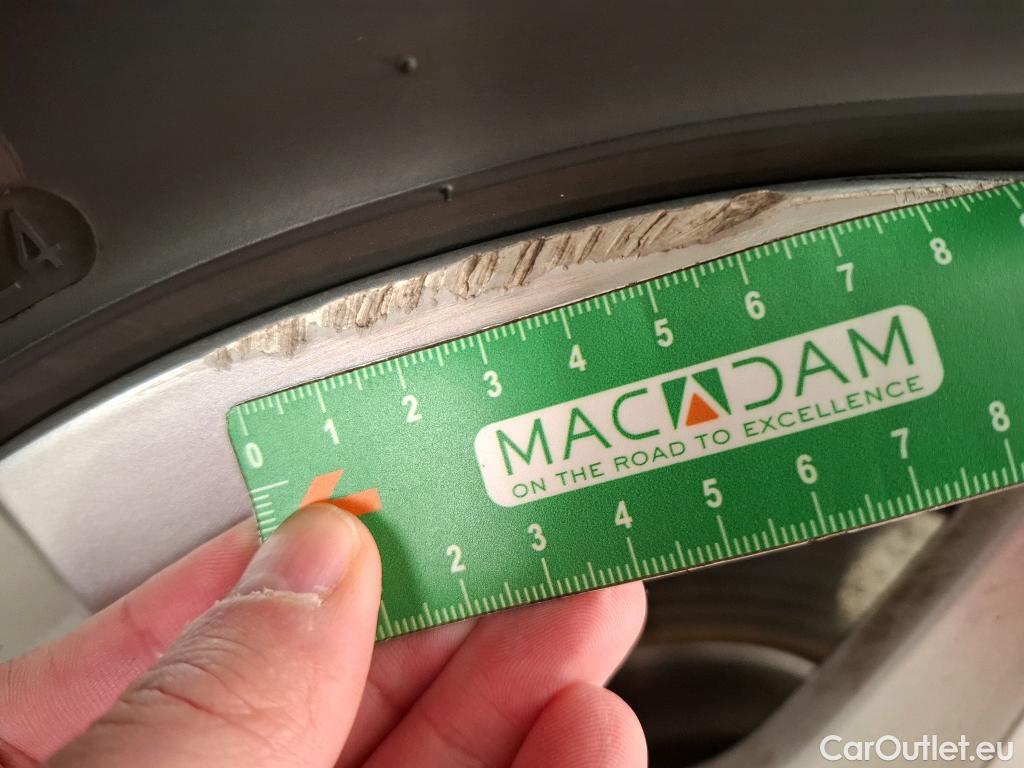 4
0 1 2 3 4 5 6 7 8
MACADAM
ON THE ROAD TO EXCELLENCE
2 3 4 5 6 7 8
CarOutlet.eu